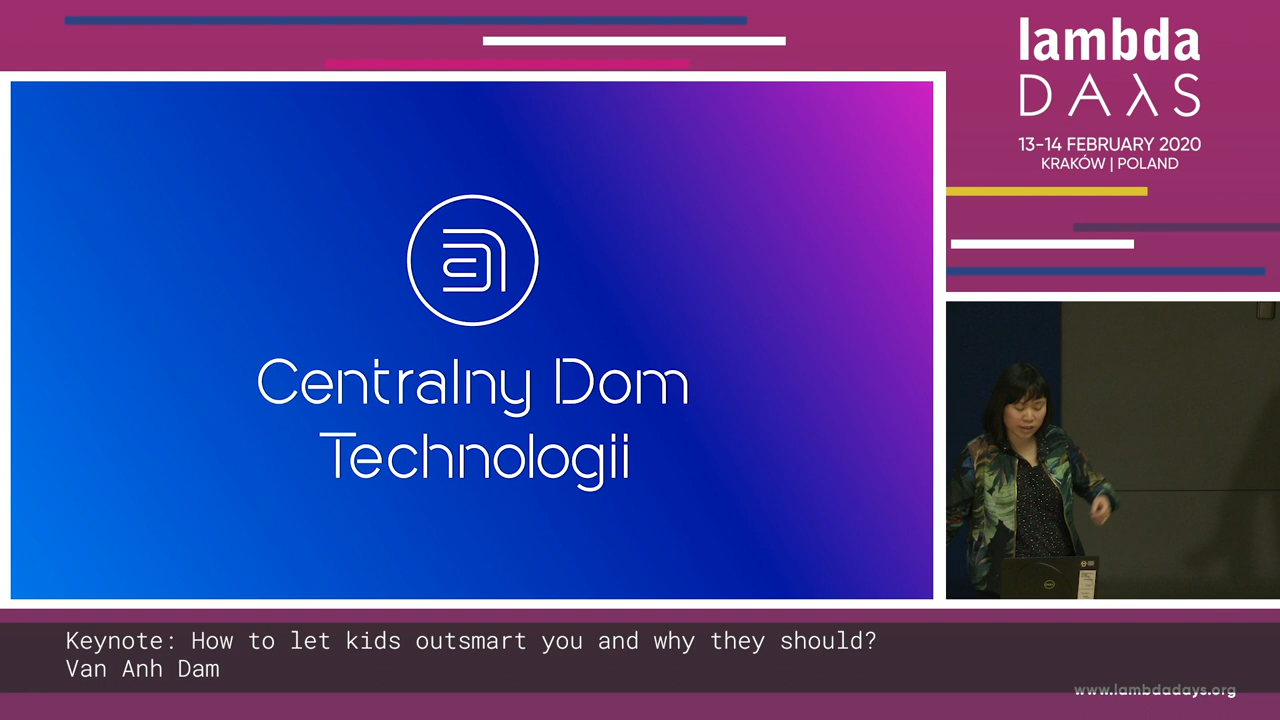 lambda
DAYS
13-14 FEBRUARY 2020
KRAKÓW | POLAND
Centralny Dom
Technologii
Keynote: How to let kids outsmart you and why they should?
Van Anh Dam
www.lambdadays.org